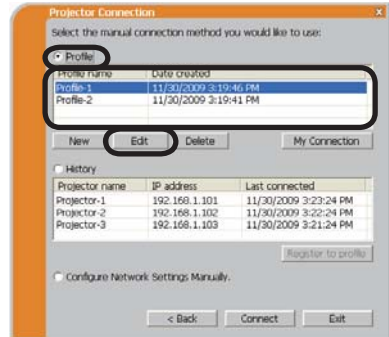 Projector Connection
Select the manual connection method you would like to use:
Profile
Profile name Date created
Profile-1 11/30/2009 3:19:46 PM
Profile-2 11/30/2009 3:19:41 PM
New Edit Delete My Connection
History
Projector name IP address Last connected
Projector-1 192.168.1.101 11/30/2009 3:23:24 PM
Projector-2 192.168.1.102 11/30/2009 3:22:24 PM
Projector-3 192.168.1.103 11/30/2009 3:21:24 PM
Register to profile
Configure Network Settings Manually.
< Back Connect Exit